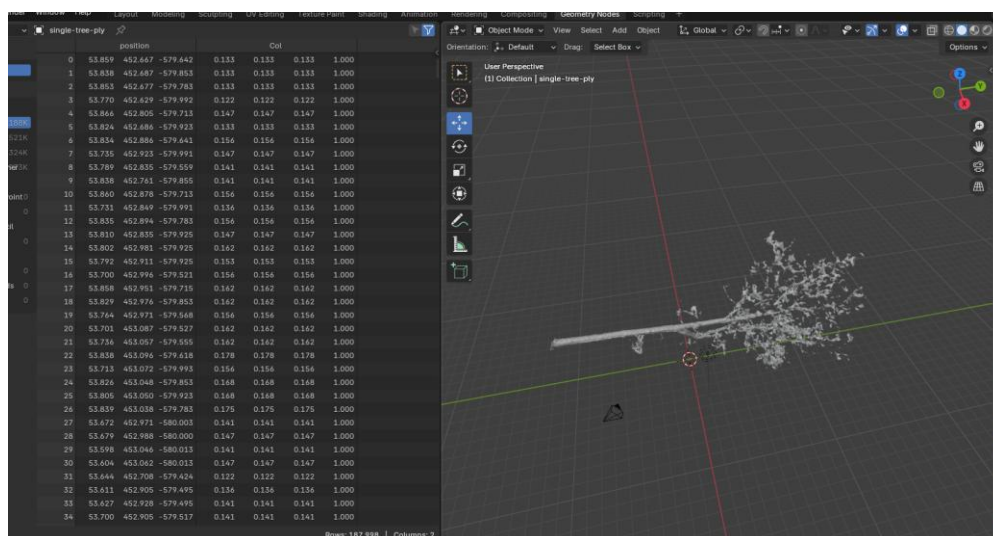 Window Help Layout Modeling Sculpting UV Editing Texture Paint Shading Animation Rendering Compositing Geometry Nodes Scripting +
single-tree-ply
Object Mode View Select Add Object Global
Orientation: Default Drag: Select Box Options
position Col
User Perspective
(1) Collection | single-tree-ply
0 53.859 452.667 -579.642 0.133 0.133 0.133 1.000
1 53.838 452.687 -579.853 0.133 0.133 0.133 1.000
2 53.853 452.677 -579.783 0.133 0.133 0.133 1.000
3 53.770 452.629 -579.992 0.122 0.122 0.122 1.000
4 53.866 452.805 -579.713 0.147 0.147 0.147 1.000
5 53.824 452.686 -579.923 0.133 0.133 0.133 1.000
6 53.834 452.886 -579.641 0.156 0.156 0.156 1.000
7 53.735 452.923 -579.991 0.147 0.147 0.147 1.000
8 53.789 452.835 -579.559 0.141 0.141 0.141 1.000
9 53.838 452.761 -579.855 0.141 0.141 0.141 1.000
10 53.860 452.878 -579.713 0.156 0.156 0.156 1.000
11 53.731 452.849 -579.991 0.136 0.136 0.136 1.000
12 53.835 452.894 -579.783 0.156 0.156 0.156 1.000
13 53.810 452.835 -579.925 0.147 0.147 0.147 1.000
14 53.802 452.981 -579.925 0.162 0.162 0.162 1.000
15 53.792 452.911 -579.925 0.153 0.153 0.153 1.000
16 53.700 452.996 -579.521 0.156 0.156 0.156 1.000
17 53.858 452.951 -579.715 0.162 0.162 0.162 1.000
18 53.829 452.976 -579.853 0.162 0.162 0.162 1.000
19 53.764 452.971 -579.568 0.156 0.156 0.156 1.000
20 53.701 453.087 -579.527 0.162 0.162 0.162 1.000
21 53.736 453.057 -579.555 0.162 0.162 0.162 1.000
22 53.838 453.096 -579.618 0.178 0.178 0.178 1.000
23 53.713 453.072 -579.993 0.156 0.156 0.156 1.000
24 53.826 453.048 -579.853 0.168 0.168 0.168 1.000
25 53.805 453.050 -579.923 0.168 0.168 0.168 1.000
26 53.839 453.038 -579.783 0.175 0.175 0.175 1.000
27 53.672 452.971 -580.003 0.141 0.141 0.141 1.000
28 53.679 452.988 -580.000 0.147 0.147 0.147 1.000
29 53.598 453.046 -580.013 0.141 0.141 0.141 1.000
30 53.604 453.062 -580.013 0.147 0.147 0.147 1.000
31 53.644 452.708 -579.424 0.122 0.122 0.122 1.000
32 53.611 452.905 -579.495 0.136 0.136 0.136 1.000
33 53.627 452.928 -579.495 0.141 0.141 0.141 1.000
34 53.700 452.905 -579.517 0.141 0.141 0.141 1.000
Rows: 187,998 | Columns: 2